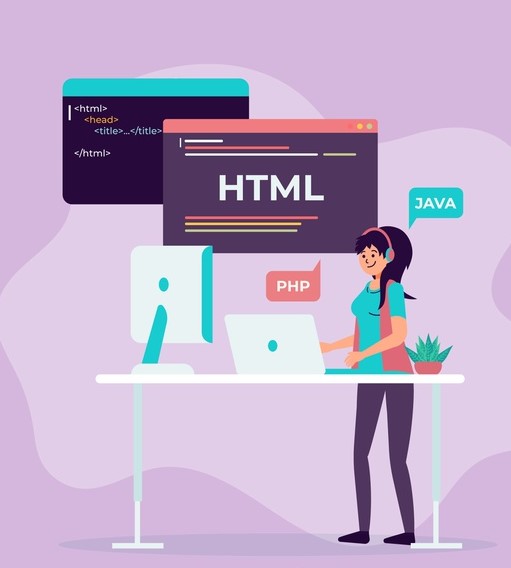 <html>
<head>
<title>...</title>
</html>
HTML
JAVA
PHP